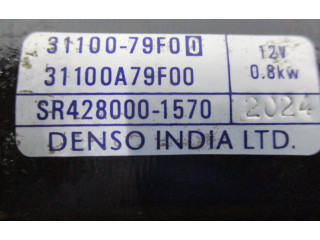 31100-79F00 12V
31100A79F00 0.8kw
SR428000-1570 2024
DENSO INDIA LTD.